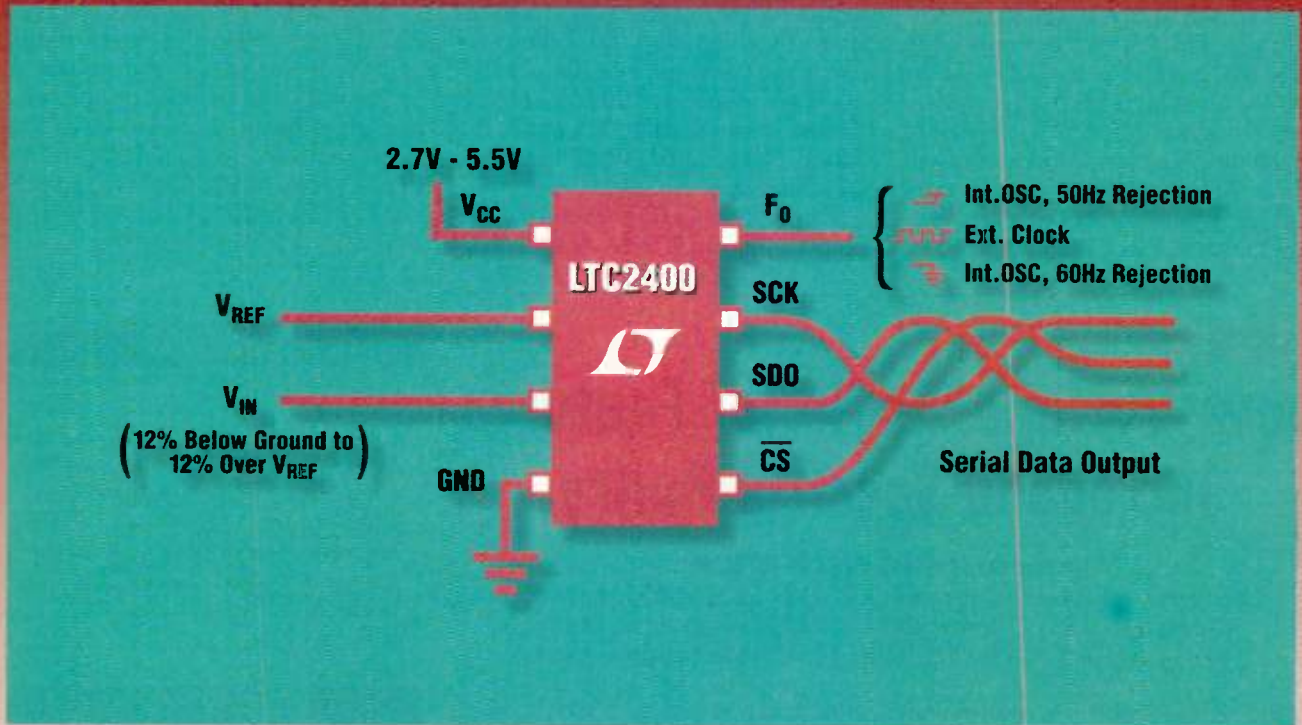 2.7V - 5.5V
VCC
VREF
VIN
(12% Below Ground to
12% Over VREF)
GND
LTC2400
FO
SCK
SDO
CS
Int.OSC, 50Hz Rejection
Ext. Clock
Int.OSC, 60Hz Rejection
Serial Data Output